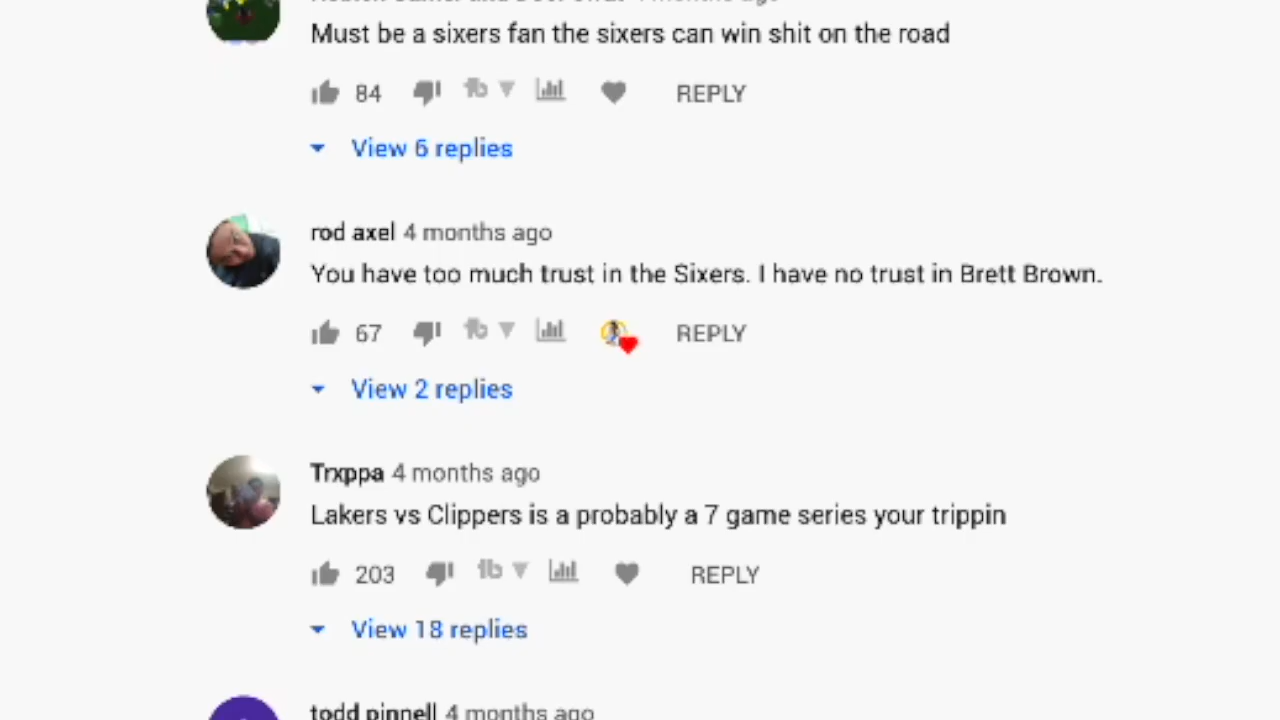 Must be a sixers fan the sixers can win shit on the road
84 REPLY
View 6 replies
rod axel 4 months ago
You have too much trust in the Sixers. I have no trust in Brett Brown.
67 REPLY
View 2 replies
Trxppa 4 months ago
Lakers vs Clippers is a probably a 7 game series your trippin
203 REPLY
View 18 replies
todd pinnell 4 months ago